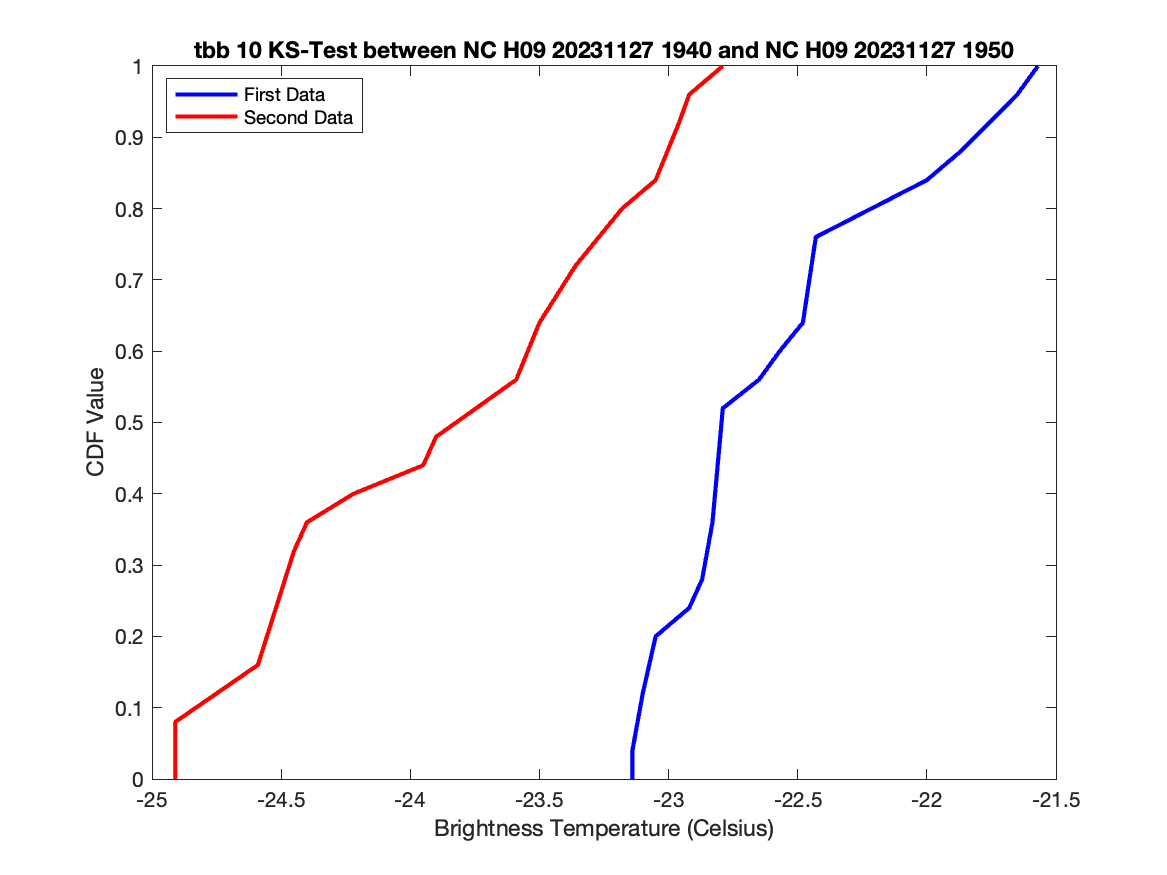 tbb 10 KS-Test between NC H09 20231127 1940 and NC H09 20231127 1950
First Data
Second Data
1
0.9
0.8
0.7
0.6
0.5
0.4
0.3
0.2
0.1
0
CDF Value
-25 -24.5 -24 -23.5 -23 -22.5 -22 -21.5
Brightness Temperature (Celsius)